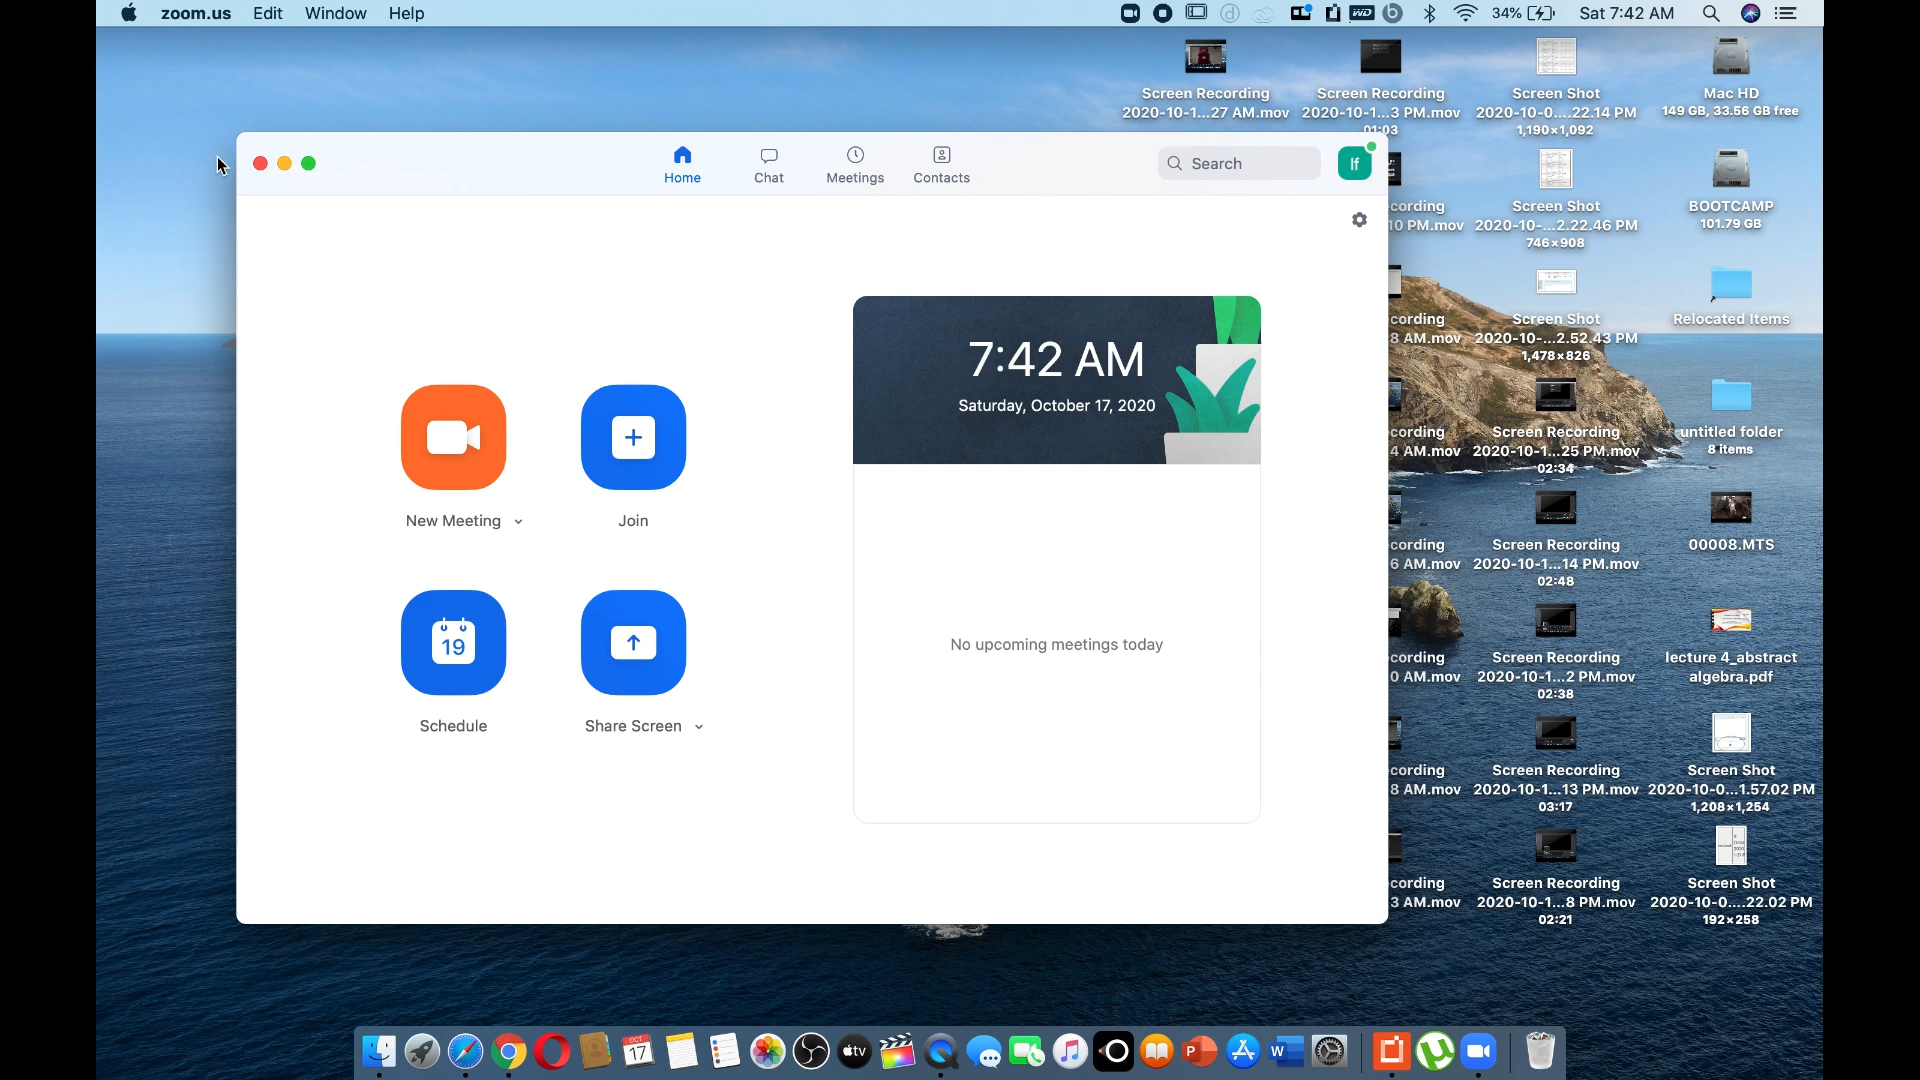 zoom.us Edit Window Help
34% Sat 7:42 AM
Screen Recording
2020-10-1...27 AM.mov
Screen Recording
2020-10-1...3 PM.mov
01:03
Screen Shot
2020-10-0....22.14 PM
1,190×1,092
Mac HD
149 GB, 33.56 GB free
Home
Chat
Meetings
Contacts
Search
lf
cording
10 PM.mov
Screen Shot
2020-10-...2.22.46 PM
746×908
BOOTCAMP
101.79 GB
cording
8 AM.mov
Screen Shot
2020-10-...2.52.43 PM
1,478×826
Relocated Items
7:42 AM
Saturday, October 17, 2020
cording
4 AM.mov
Screen Recording
2020-10-1...25 PM.mov
02:34
untitled folder
8 items
New Meeting
Join
cording
6 AM.mov
Screen Recording
2020-10-1...14 PM.mov
02:48
00008.MTS
19
Schedule
Share Screen
No upcoming meetings today
cording
0 AM.mov
Screen Recording
2020-10-1...2 PM.mov
02:38
lecture 4_abstract
algebra.pdf
cording
8 AM.mov
Screen Recording
2020-10-1...13 PM.mov
03:17
Screen Shot
2020-10-0...1.57.02 PM
1,208×1,254
cording
3 AM.mov
Screen Recording
2020-10-1...8 PM.mov
02:21
Screen Shot
2020-10-0....22.02 PM
192×258
OCT
17
tv
P
W